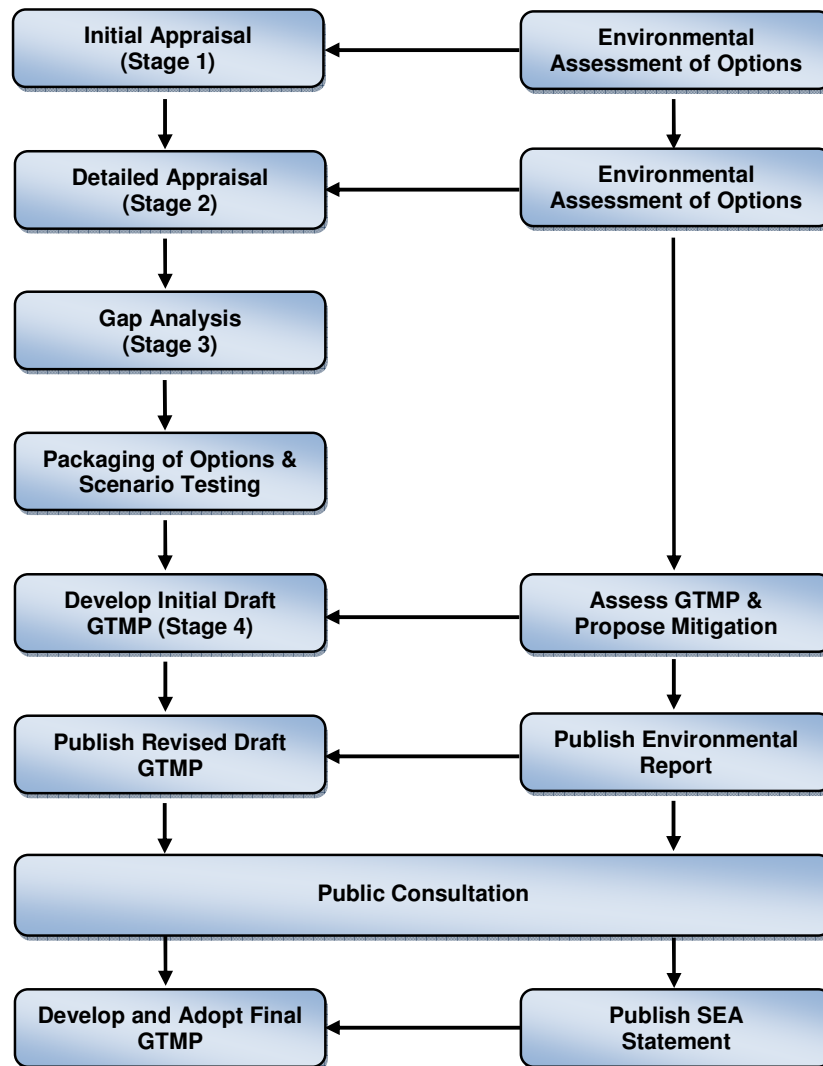 Initial Appraisal
(Stage 1)
Environmental
Assessment of Options
Detailed Appraisal
(Stage 2)
Environmental
Assessment of Options
Gap Analysis
(Stage 3)
Packaging of Options &
Scenario Testing
Develop Initial Draft
GTMP (Stage 4)
Assess GTMP &
Propose Mitigation
Publish Revised Draft
GTMP
Publish Environmental
Report
Public Consultation
Develop and Adopt Final
GTMP
Publish SEA
Statement